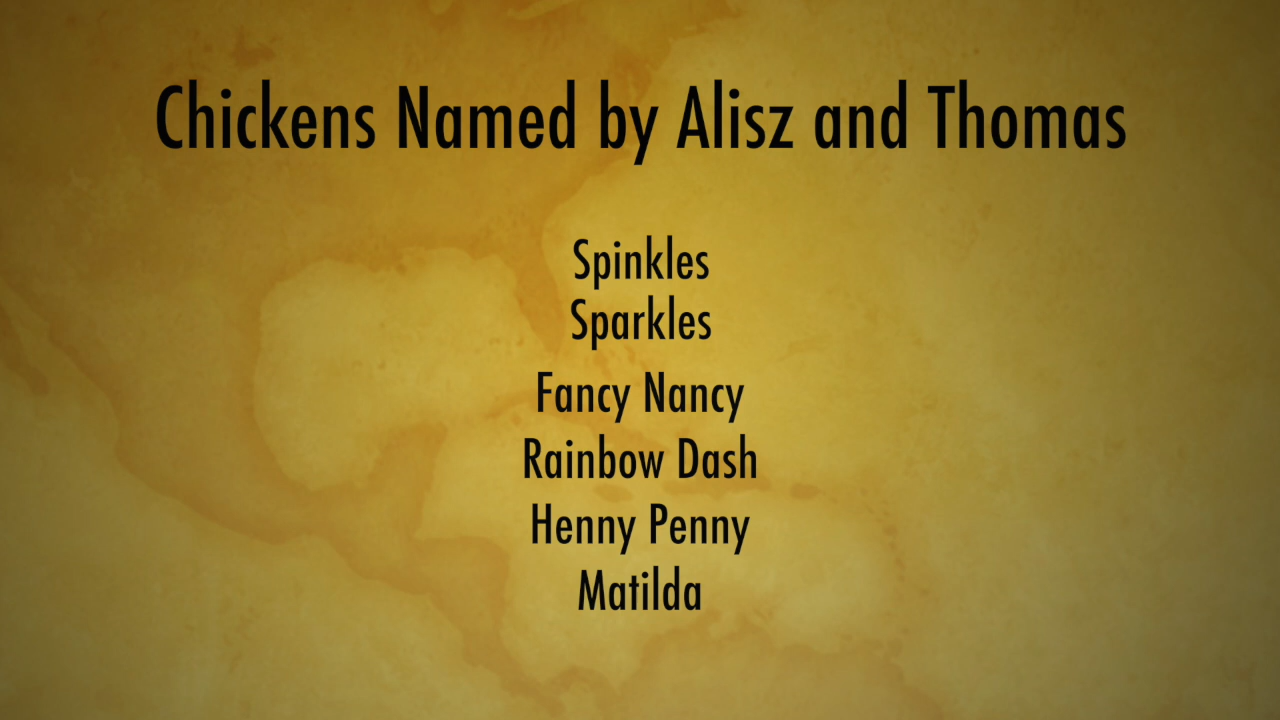 Chickens Named by Alisz and Thomas
Spinkles
Sparkles
Fancy Nancy
Rainbow Dash
Henny Penny
Matilda